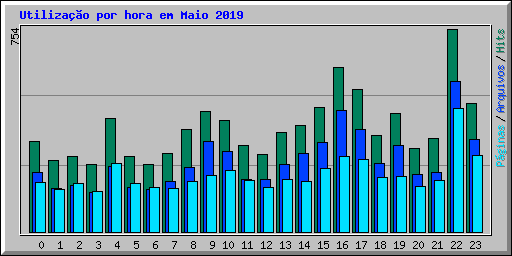 Utilização por hora em Maio 2019
754
Páginas / Arquivos / Hits
0 1 2 3 4 5 6 7 8 9 10 11 12 13 14 15 16 17 18 19 20 21 22 23